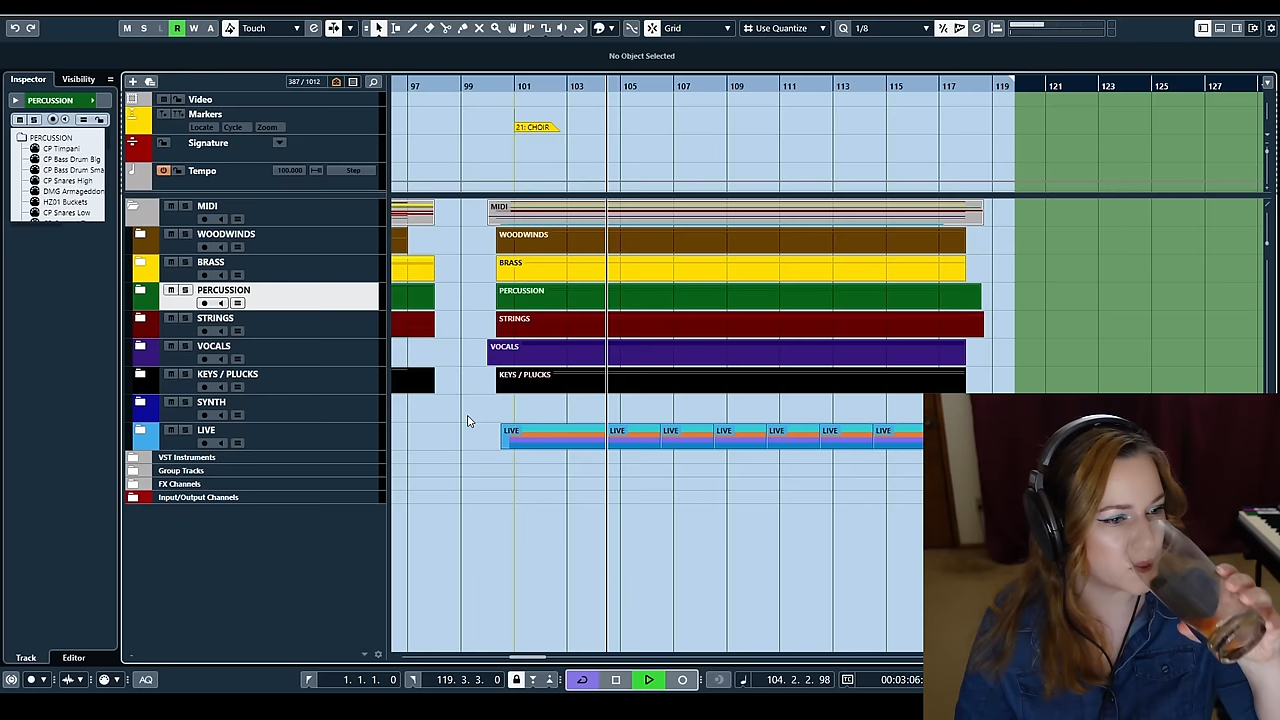 M S L R W A Touch Grid Use Quantize Q 1/8
No Object Selected
Inspector Visibility
387 / 1012
97 99 101 103 105 107 109 111 113 115 117 119 121 123 125 127
PERCUSSION
Video
Markers
Locate Cycle Zoom
21: CHOIR
Signature
Tempo 100.000 Step
PERCUSSION
CP Timpani
CP Bass Drum Big
CP Bass Drum Sma
CP Snares High
DMG Armageddon
HZ01 Buckets
CP Snares Low
m S MIDI
MIDI
m S WOODWINDS
WOODWINDS
m S BRASS
BRASS
m S PERCUSSION
PERCUSSION
m S STRINGS
STRINGS
m S VOCALS
VOCALS
m S KEYS / PLUCKS
KEYS / PLUCKS
m S SYNTH
m S LIVE
LIVE LIVE LIVE LIVE LIVE LIVE LIVE
VST Instruments
Group Tracks
FX Channels
Input/Output Channels
Track Editor
AQ 1. 1. 1. 0 119. 3. 3. 0 104. 2. 2. 98 00:03:06: